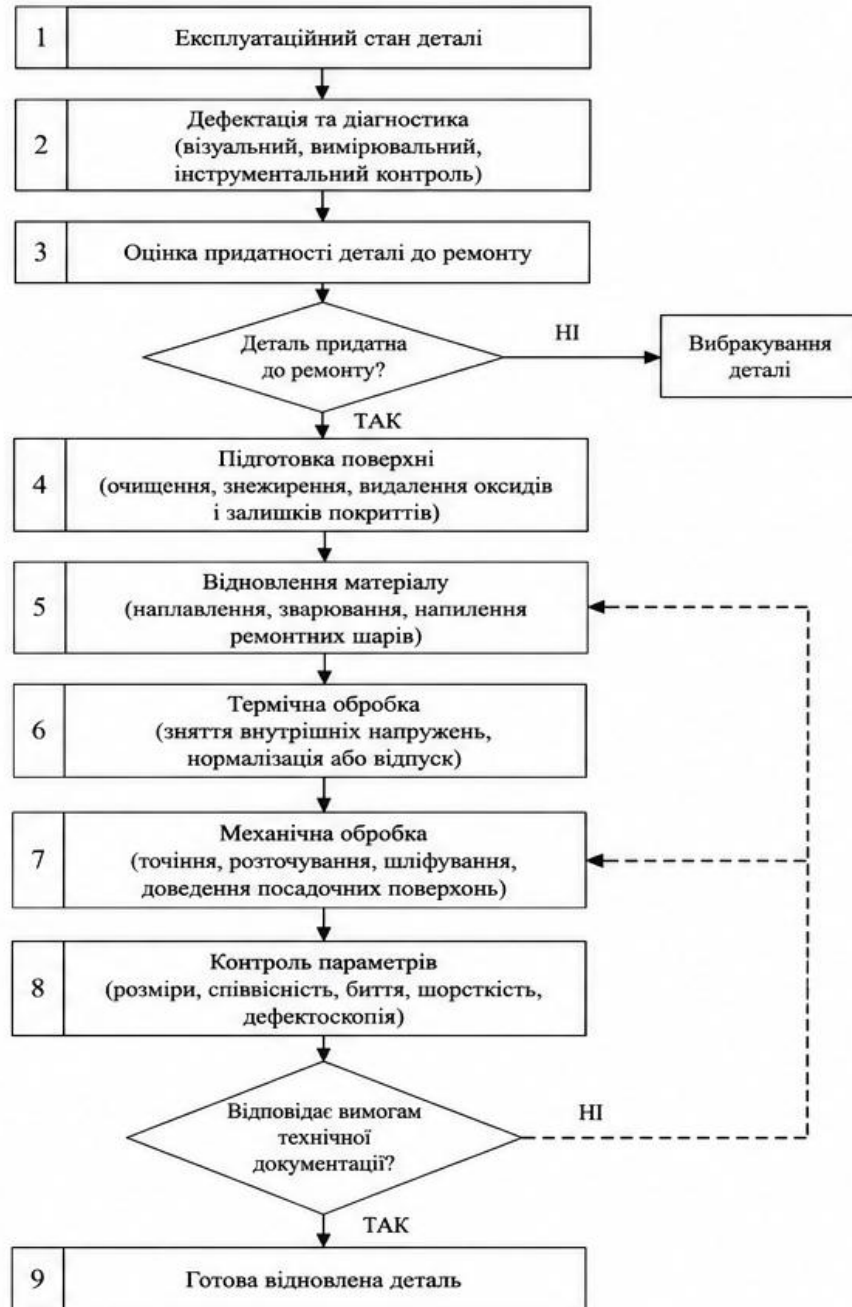 1
Експлуатаційний стан деталі
2
Дефектація та діагностика
(візуальний, вимірювальний,
інструментальний контроль)
3
Оцінка придатності деталі до ремонту
Деталь придатна
до ремонту?
НІ
Вибракування
деталі
ТАК
4
Підготовка поверхні
(очищення, знежирення, видалення оксидів
і залишків покриттів)
5
Відновлення матеріалу
(наплавлення, зварювання, напилення
ремонтних шарів)
6
Термічна обробка
(зняття внутрішніх напружень,
нормалізація або відпуск)
7
Механічна обробка
(точіння, розточування, шліфування,
доведення посадочних поверхонь)
8
Контроль параметрів
(розміри, співвісність, биття, шорсткість,
дефектоскопія)
Відповідає вимогам
технічної
документації?
НІ
ТАК
9
Готова відновлена деталь